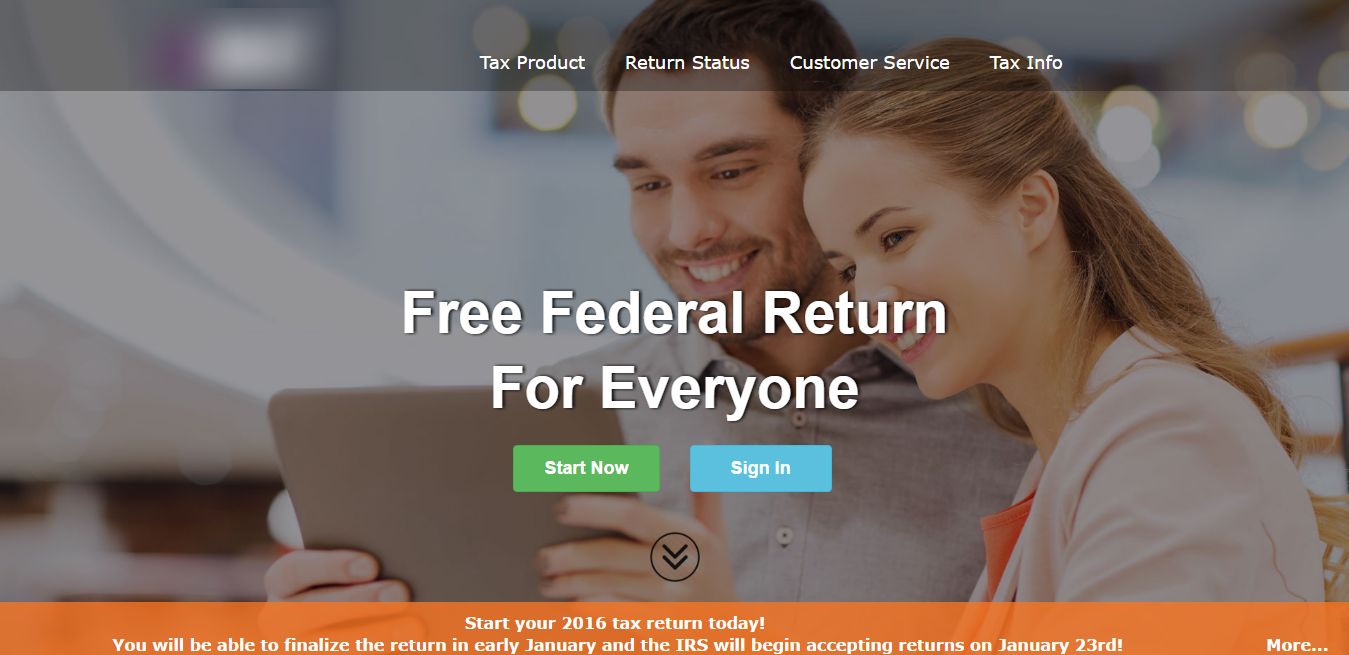 Tax Product Return Status Customer Service Tax Info
Free Federal Return
For Everyone
Start Now Sign In
Start your 2016 tax return today!
You will be able to finalize the return in early January and the IRS will begin accepting returns on January 23rd! More...